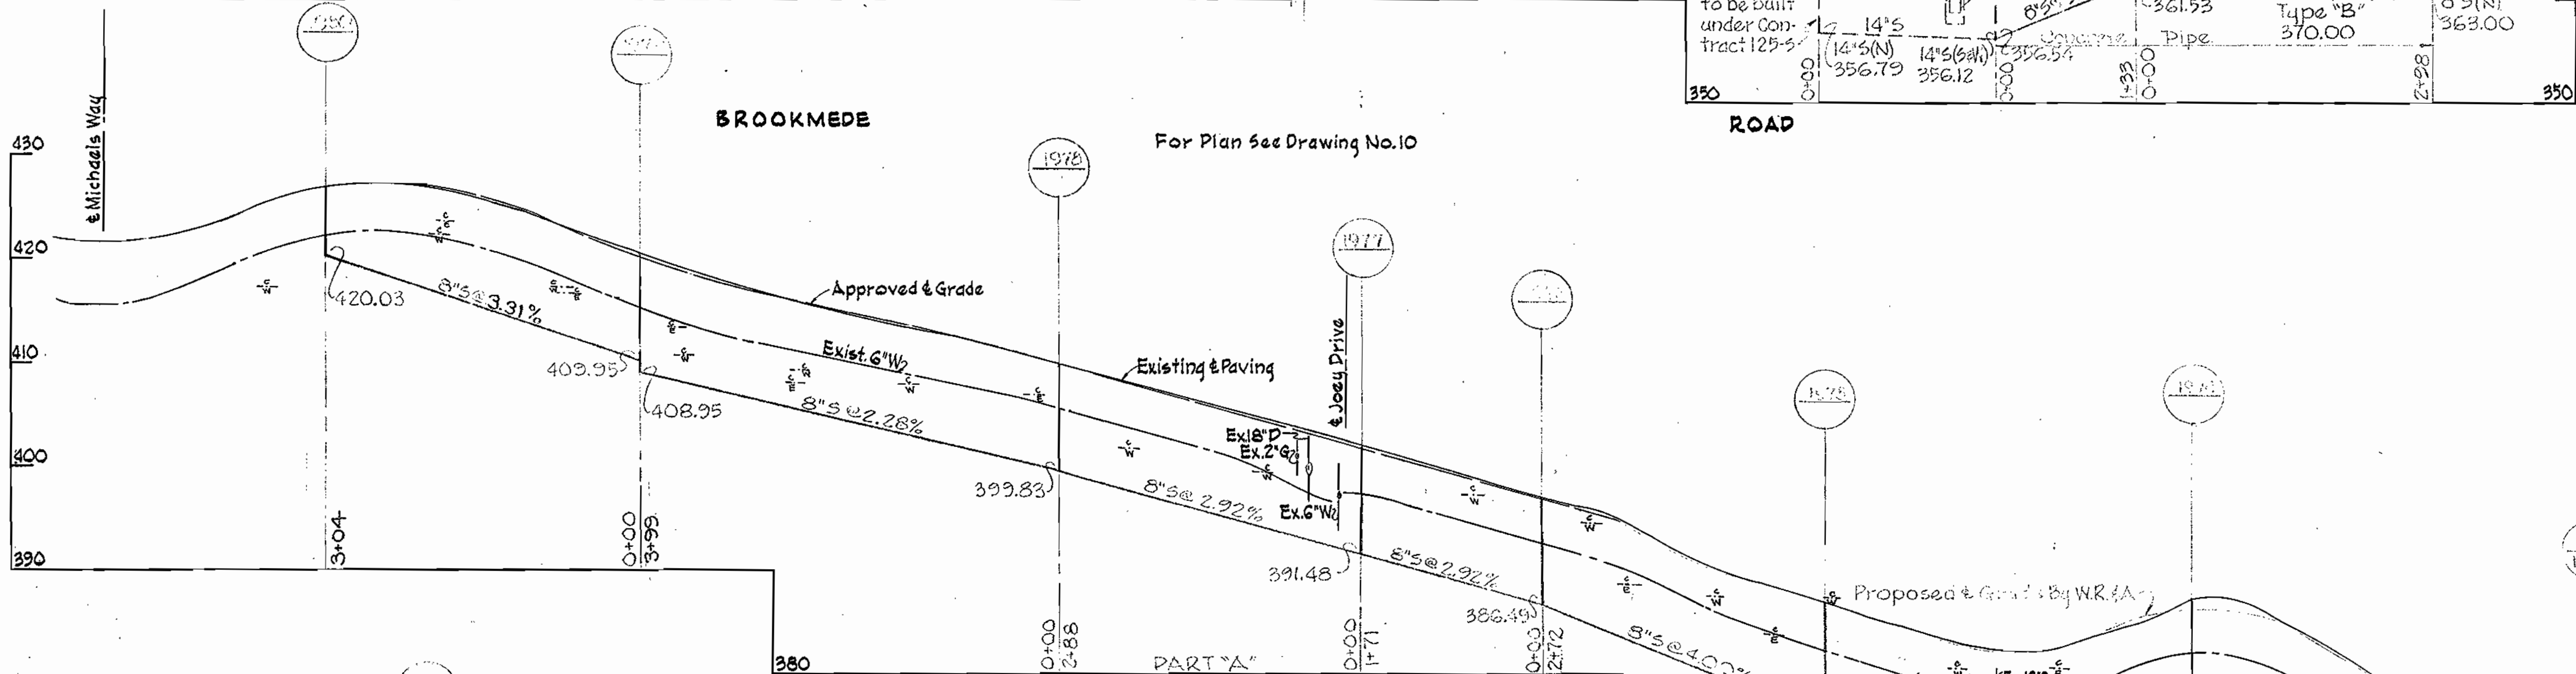 to be built
under Con-
tract 125-S
14"S
14"S(N)
356.79
14"S(S&W)
356.12
356.54
8"S
361.53
Pipe
Type "B"
370.00
8"S(N)
363.00
0+00
0+00
1+33
0+00
2+98
350
350
BROOKMEDE
ROAD
For Plan See Drawing No.10
℄ Michaels Way
1980
1978
1977
430
420
410
400
390
380
420.03
8"S@3.31%
409.95
408.95
8"S@2.28%
399.83
8"S@2.92%
391.48
8"S@2.92%
386.49
Approved ℄ Grade
Exist. 6"W
Existing ℄ Paving
℄ Joey Drive
Ex.18"D
Ex.2"G
Ex.6"W
Proposed ℄ Grade By W.R.&A.
3+04
0+00
3+99
0+00
2+88
0+00
1+71
0+00
2+72
PART "A"